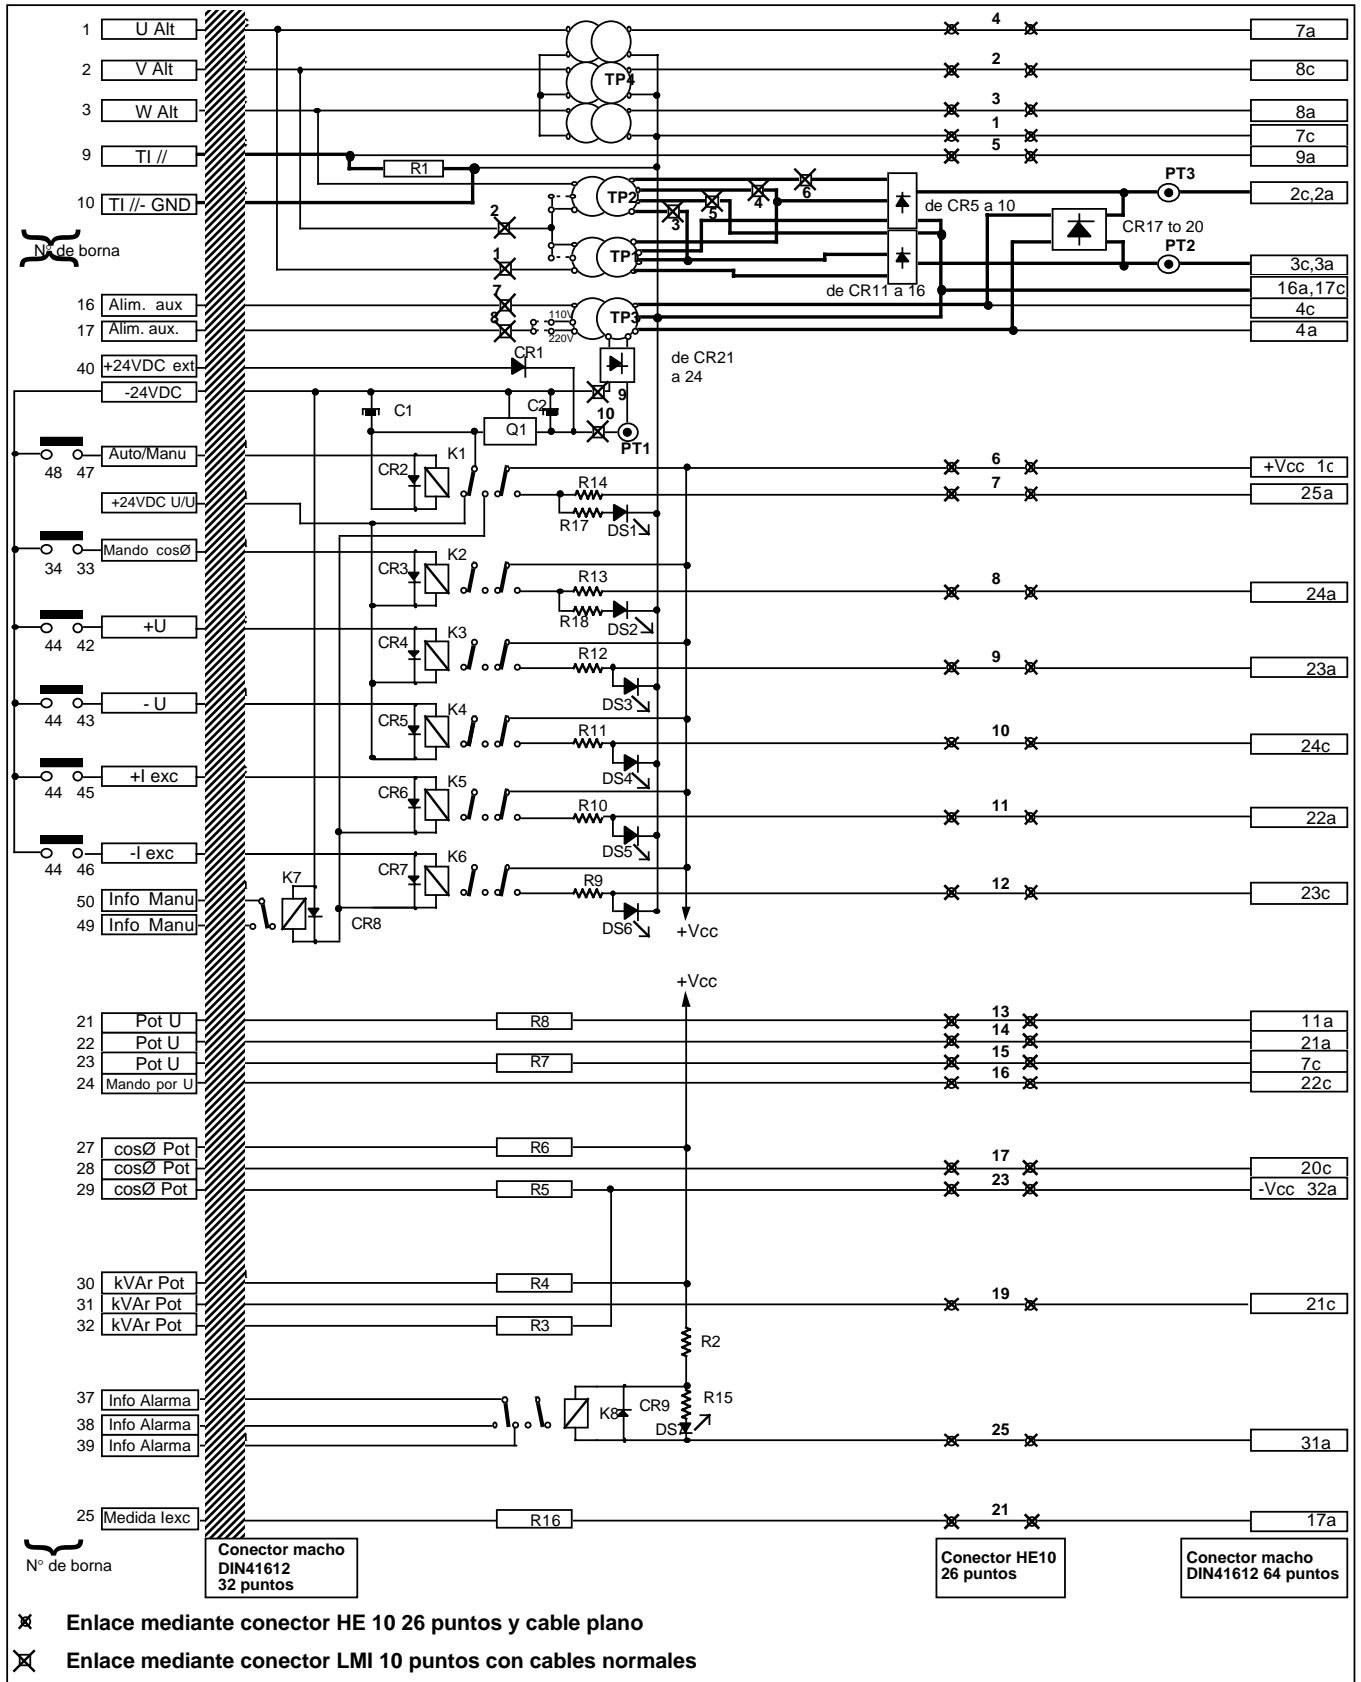 1 U Alt 4 7a
2 V Alt TP4 2 8c
3 W Alt 3 8a
1 7c
9 TI // R1 5 9a
10 TI //- GND TP2 2 3 5 4 6 de CR5 a 10 PT3 2c,2a
CR17 to 20
N° de borna
1 TP1 PT2 3c,3a
de CR11 a 16 16a,17c
16 Alim. aux 7 110V TP3 4c
17 Alim. aux. 8 220V 4a
40 +24VDC ext CR1 de CR21
a 24
-24VDC C1 C2 9
Q1 10 PT1
48 47 Auto/Manu CR2 K1 6 +Vcc 1c
+24VDC U/U R14 7 25a
R17 DS1
34 33 Mando cosØ CR3 K2 R13 8 24a
R18 DS2
44 42 +U CR4 K3 R12 9 23a
DS3
44 43 - U CR5 K4 R11 10 24c
DS4
44 45 +I exc CR6 K5 R10 11 22a
DS5
44 46 -I exc CR7 K6 R9 12 23c
DS6
50 Info Manu K7
49 Info Manu CR8 +Vcc
+Vcc
21 Pot U R8 13 11a
22 Pot U 14 21a
23 Pot U R7 15 7c
24 Mando por U 16 22c
27 cosØ Pot R6
28 cosØ Pot 17 20c
29 cosØ Pot R5 23 -Vcc 32a
30 kVAr Pot R4
31 kVAr Pot 19 21c
32 kVAr Pot R3
R2
37 Info Alarma K8 CR9 R15
38 Info Alarma DS7
39 Info Alarma 25 31a
25 Medida Iexc R16 21 17a
N° de borna
Conector macho
DIN41612
32 puntos
Conector HE10
26 puntos
Conector macho
DIN41612 64 puntos
Enlace mediante conector HE 10 26 puntos y cable plano
Enlace mediante conector LMI 10 puntos con cables normales